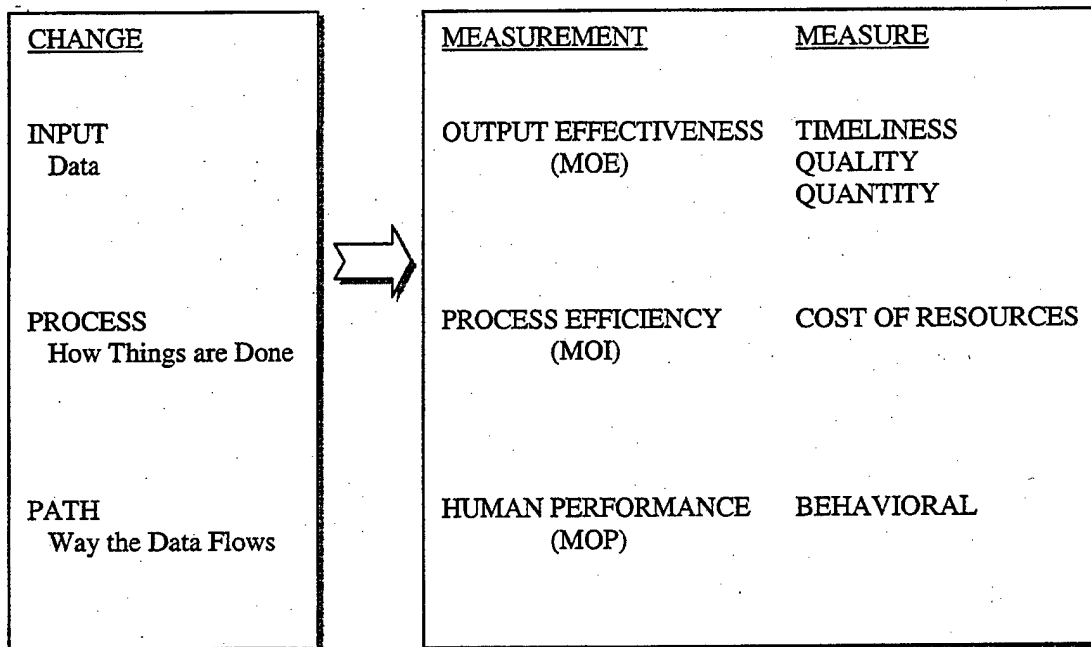 CHANGE
INPUT
Data
PROCESS
How Things are Done
PATH
Way the Data Flows
MEASUREMENT MEASURE
OUTPUT EFFECTIVENESS TIMELINESS
(MOE) QUALITY
QUANTITY
PROCESS EFFICIENCY COST OF RESOURCES
(MOI)
HUMAN PERFORMANCE BEHAVIORAL
(MOP)